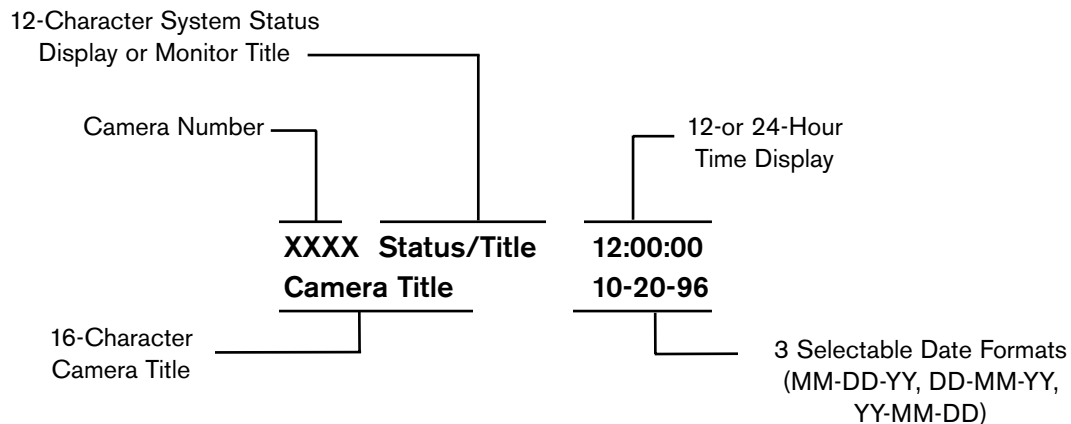 12-Character System Status
Display or Monitor Title
Camera Number
12-or 24-Hour
Time Display
XXXX Status/Title 12:00:00
Camera Title 10-20-96
16-Character
Camera Title
3 Selectable Date Formats
(MM-DD-YY, DD-MM-YY,
YY-MM-DD)